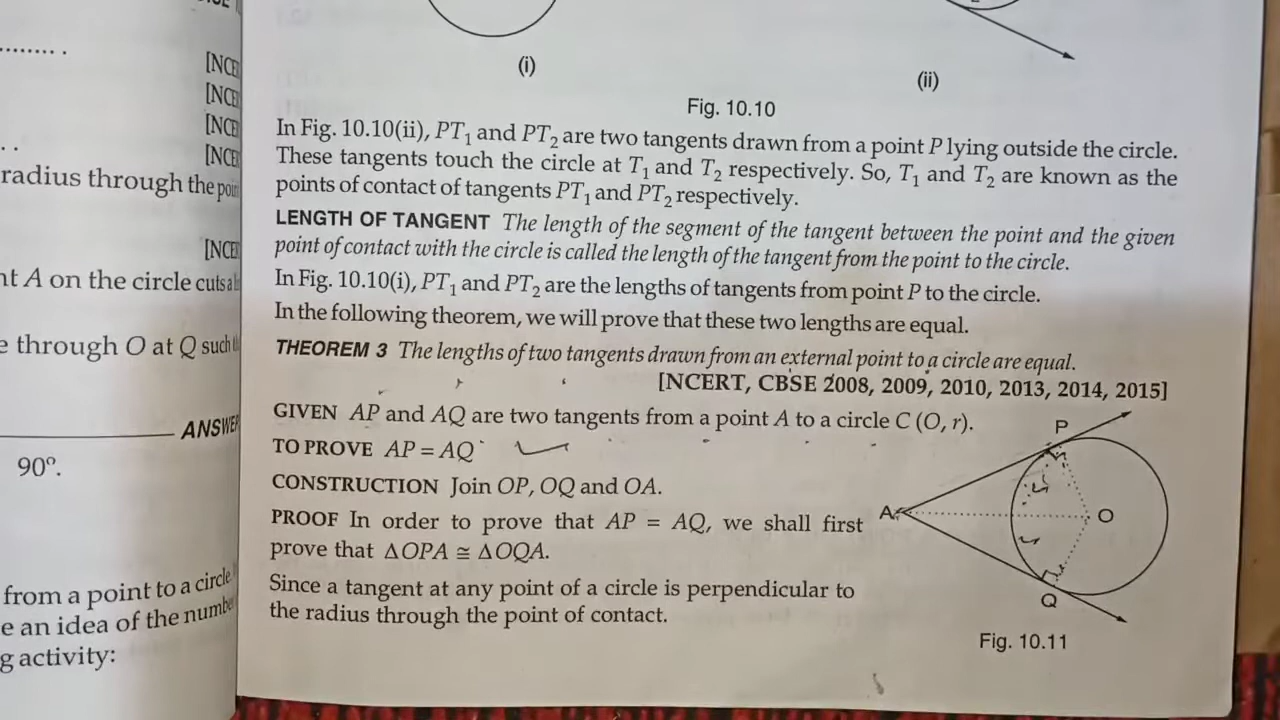 .........
[NCE
[NCE
[NCE
. .
[NCE
radius through the poin
[NCE
nt A on the circle cuts a
e through O at Q such
ANSWER
90°.
from a point to a circle
e an idea of the numbe
g activity:
(i)
(ii)
Fig. 10.10
In Fig. 10.10(ii), PT₁ and PT₂ are two tangents drawn from a point P lying outside the circle.
These tangents touch the circle at T₁ and T₂ respectively. So, T₁ and T₂ are known as the
points of contact of tangents PT₁ and PT₂ respectively.
LENGTH OF TANGENT The length of the segment of the tangent between the point and the given
point of contact with the circle is called the length of the tangent from the point to the circle.
In Fig. 10.10(i), PT₁ and PT₂ are the lengths of tangents from point P to the circle.
In the following theorem, we will prove that these two lengths are equal.
THEOREM 3 The lengths of two tangents drawn from an external point to a circle are equal.
[NCERT, CBSE 2008, 2009, 2010, 2013, 2014, 2015]
GIVEN AP and AQ are two tangents from a point A to a circle C (O, r).
TO PROVE AP = AQ
CONSTRUCTION Join OP, OQ and OA.
PROOF In order to prove that AP = AQ, we shall first
prove that ΔOPA ≅ ΔOQA.
Since a tangent at any point of a circle is perpendicular to
the radius through the point of contact.
P
A
O
Q
Fig. 10.11